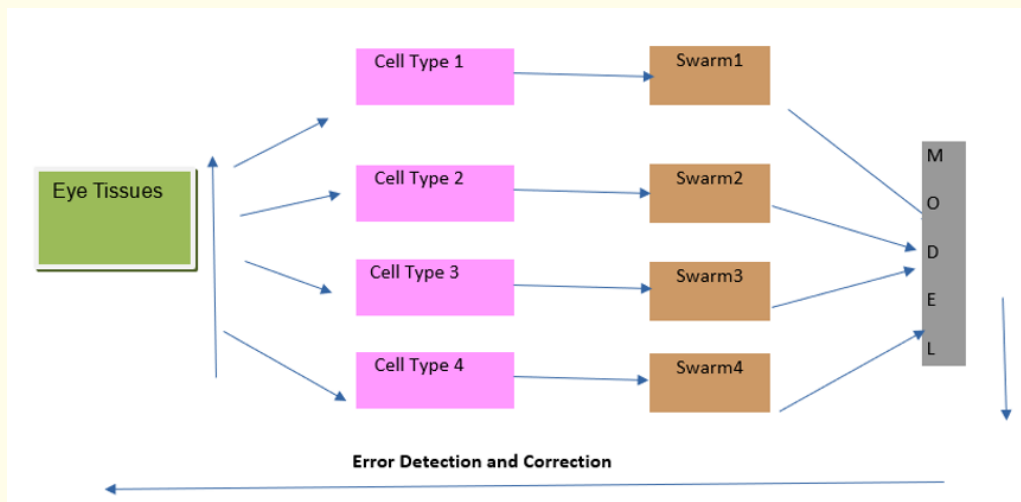 Eye Tissues
Cell Type 1
Cell Type 2
Cell Type 3
Cell Type 4
Swarm1
Swarm2
Swarm3
Swarm4
M
O
D
E
L
Error Detection and Correction